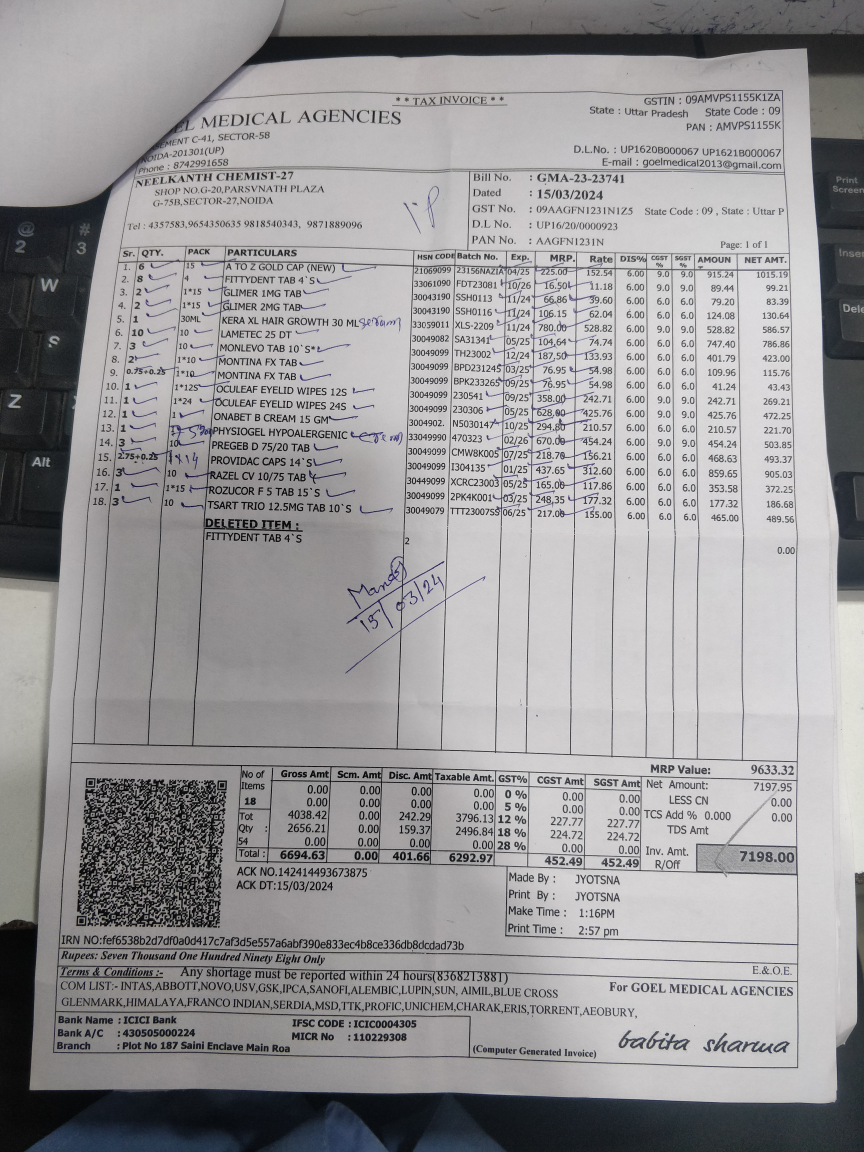 * * TAX INVOICE * *
GSTIN : 09AMVPS1155K1ZA
State : Uttar Pradesh State Code : 09
PAN : AMVPS1155K
MEDICAL AGENCIES
C-41, SECTOR-58
NOIDA-201301(UP)
Phone : 8742991658
D.L.No. : UP1620B000067 UP1621B000067
E-mail : goelmedical2013@gmail.com
NEELKANTH CHEMIST-27
SHOP NO.G-20,PARSVNATH PLAZA
G-75B,SECTOR-27,NOIDA
Tel : 4357583,9654350635 9818540343, 9871889096
Bill No. : GMA-23-23741
Dated : 15/03/2024
GST No. : 09AAGFN1231N1Z5 State Code : 09 , State : Uttar P
D.L No. : UP16/20/0000923
PAN No. : AAGFN1231N
Page: 1 of 1
Sr. QTY. PACK PARTICULARS HSN CODE Batch No. Exp. MRP. Rate DIS% CGST % SGST % AMOUN NET AMT.
1. 6 15 A TO Z GOLD CAP (NEW) 21069099 23156NAZIA 04/25 225.00 152.54 6.00 9.0 9.0 915.24 1015.19
2. 8 4 FITTYDENT TAB 4`S 33061090 FDT23081 10/26 16.50 11.18 6.00 9.0 9.0 89.44 99.21
3. 2 1*15 GLIMER 1MG TAB 30043190 SSH0113 11/24 66.86 39.60 6.00 6.0 6.0 79.20 83.39
4. 2 1*15 GLIMER 2MG TAB 30043190 SSH0116 11/24 106.15 62.04 6.00 6.0 6.0 124.08 130.64
5. 1 30ML KERA XL HAIR GROWTH 30 ML serum 33059011 XLS-2209 11/24 780.00 528.82 6.00 9.0 9.0 528.82 586.57
6. 10 10 LAMETEC 25 DT 30049099 SA31341 05/25 104.64 74.74 6.00 6.0 6.0 747.40 786.86
7. 3 10 MONLEVO TAB 10`S* 30049099 TH23002 12/24 187.50 133.93 6.00 6.0 6.0 401.79 423.00
8. 2 1*10 MONTINA FX TAB 30049099 BPD231245 03/25 76.95 54.98 6.00 6.0 6.0 109.96 115.76
9. 0.75+0.25 1*10 MONTINA FX TAB 30049099 BPK233265 09/25 76.95 54.98 6.00 6.0 6.0 41.24 43.43
10. 1 1*12S OCULEAF EYELID WIPES 12S 30049099 230541 09/25 358.00 242.71 6.00 6.0 6.0 242.71 269.21
11. 1 1*24 OCULEAF EYELID WIPES 24S 30049099 230306 05/25 628.00 425.76 6.00 6.0 6.0 425.76 472.25
12. 1 1 ONABET B CREAM 15 GM 3004902. N5030147 10/25 294.80 210.57 6.00 6.0 6.0 210.57 221.70
13. 1 PHYSIOGEL HYPOALERGENIC cream 33049990 470323 02/26 670.00 454.24 6.00 9.0 9.0 454.24 503.85
14. 3 10 PREGEB D 75/20 TAB 30049099 CMW8K005 07/25 218.70 156.21 6.00 6.0 6.0 468.63 493.37
15. 2.75+0.25 1*14 PROVIDAC CAPS 14`S 30049099 I304135 01/25 437.65 312.60 6.00 6.0 6.0 859.65 905.03
16. 3 10 RAZEL CV 10/75 TAB 30049099 XCRC23003 05/25 165.00 117.86 6.00 6.0 6.0 353.58 372.25
17. 1 1*15 ROZUCOR F 5 TAB 15`S 30049099 2PK4K001 03/25 248.35 177.32 6.00 6.0 6.0 177.32 186.68
18. 3 10 TSART TRIO 12.5MG TAB 10`S 30049079 TTT23007SS 06/25 217.00 155.00 6.00 6.0 6.0 465.00 489.56
DELETED ITEM :
FITTYDENT TAB 4`S 2 0.00
15/03/24
No of Items 18 Gross Amt Scm. Amt Disc. Amt Taxable Amt. GST% CGST Amt SGST Amt
0.00 0.00 0.00 0.00 0 % 0.00 0.00
0.00 0.00 0.00 0.00 5 % 0.00 0.00
Tot 4038.42 0.00 242.29 3796.13 12 % 227.77 227.77
Qty : 2656.21 0.00 159.37 2496.84 18 % 224.72 224.72
54 0.00 0.00 0.00 0.00 28 % 0.00 0.00
Total : 6694.63 0.00 401.66 6292.97 452.49 452.49
MRP Value: 9633.32
Net Amount: 7197.95
LESS CN 0.00
TCS Add % 0.000 0.00
TDS Amt
Inv. Amt. 7198.00
R/Off
ACK NO.142414493673875
ACK DT:15/03/2024
Made By : JYOTSNA
Print By : JYOTSNA
Make Time : 1:16PM
Print Time : 2:57 pm
IRN NO:fef6538b2d7df0a0d417c7af3d5e557a6abf390e833ec4b8ce336db8dcdad73b
Rupees: Seven Thousand One Hundred Ninety Eight Only
E.& O.E.
Terms & Conditions :- Any shortage must be reported within 24 hours(8368213881)
COM LIST:- INTAS,ABBOTT,NOVO,USV,GSK,IPCA,SANOFI,ALEMBIC,LUPIN,SUN, AIMIL,BLUE CROSS
GLENMARK,HIMALAYA,FRANCO INDIAN,SERDIA,MSD,TTK,PROFIC,UNICHEM,CHARAK,ERIS,TORRENT,AEOBURY,
For GOEL MEDICAL AGENCIES
Bank Name : ICICI Bank IFSC CODE : ICIC0004305
Bank A/C : 430505000224 MICR No : 110229308
Branch : Plot No 187 Saini Enclave Main Roa
(Computer Generated Invoice)
babita sharma
@
2
#
3
W
S
Z
X
Alt
Print
Screen
Insert